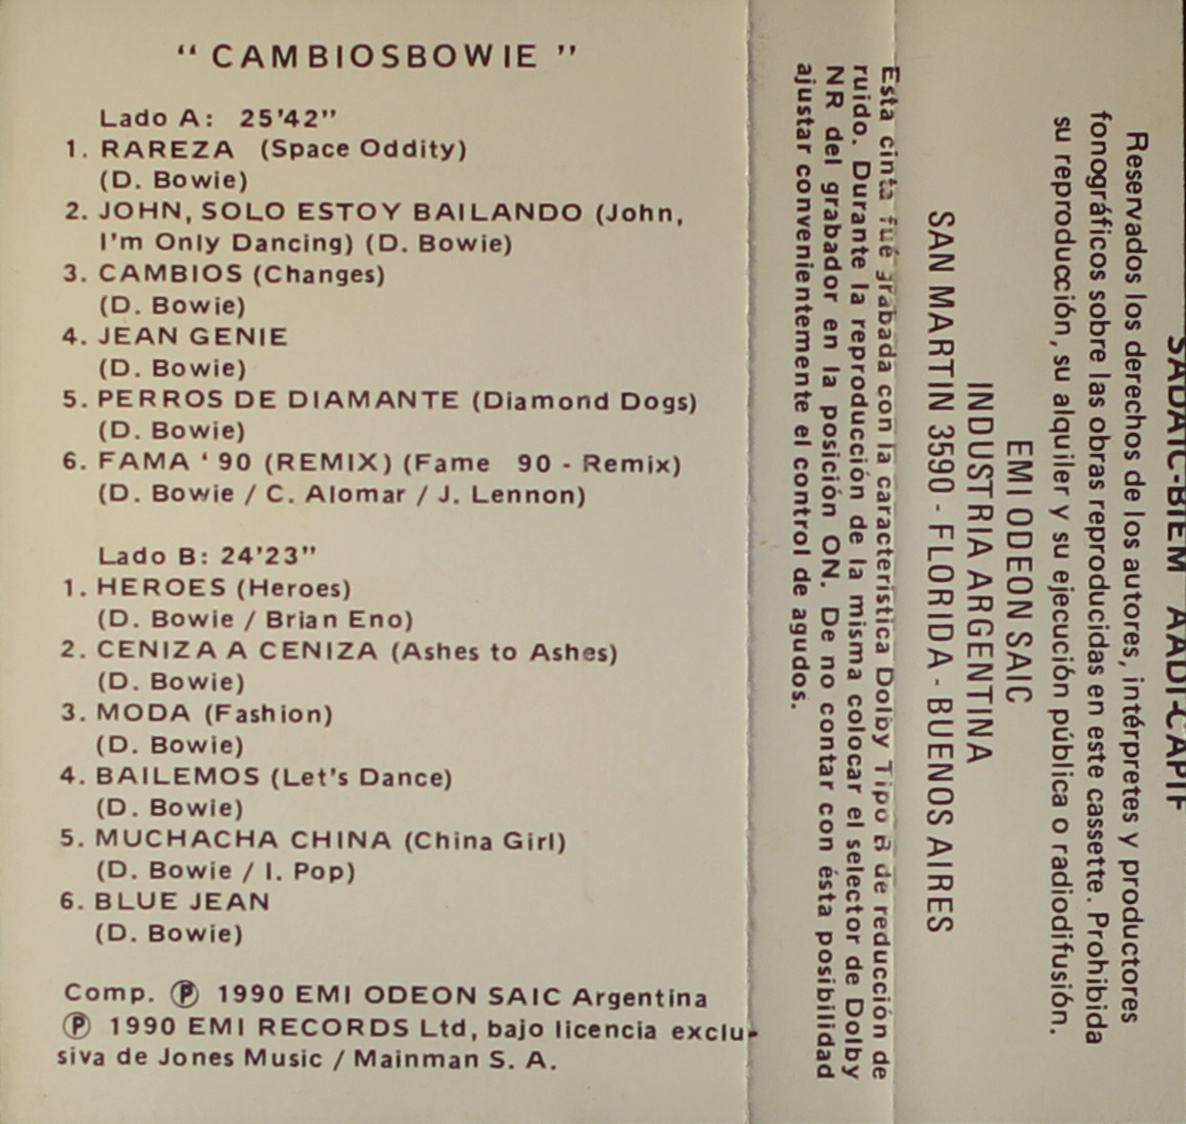 “ CAMBIOSBOWIE ”
Lado A: 25'42”
1. RAREZA (Space Oddity)
(D. Bowie)
2. JOHN, SOLO ESTOY BAILANDO (John,
I'm Only Dancing) (D. Bowie)
3. CAMBIOS (Changes)
(D. Bowie)
4. JEAN GENIE
(D. Bowie)
5. PERROS DE DIAMANTE (Diamond Dogs)
(D. Bowie)
6. FAMA ‘ 90 (REMIX) (Fame 90 - Remix)
(D. Bowie / C. Alomar / J. Lennon)
Lado B: 24'23”
1. HEROES (Heroes)
(D. Bowie / Brian Eno)
2. CENIZA A CENIZA (Ashes to Ashes)
(D. Bowie)
3. MODA (Fashion)
(D. Bowie)
4. BAILEMOS (Let's Dance)
(D. Bowie)
5. MUCHACHA CHINA (China Girl)
(D. Bowie / I. Pop)
6. BLUE JEAN
(D. Bowie)
Comp. Ⓟ 1990 EMI ODEON SAIC Argentina
Ⓟ 1990 EMI RECORDS Ltd, bajo licencia exclu-
siva de Jones Music / Mainman S. A.
Esta cinta fué grabada con la característica Dolby Tipo B de reducción de
ruido. Durante la reproducción de la misma colocar el selector de Dolby
NR del grabador en la posición ON. De no contar con ésta posibilidad
ajustar convenientemente el control de agudos.
SADAIC-BIEM AADI-CAPIF
Reservados los derechos de los autores, intérpretes y productores
fonográficos sobre las obras reproducidas en este cassette. Prohibida
su reproducción, su alquiler y su ejecución pública o radiodifusión.
EMI ODEON SAIC
INDUSTRIA ARGENTINA
SAN MARTIN 3590 - FLORIDA - BUENOS AIRES